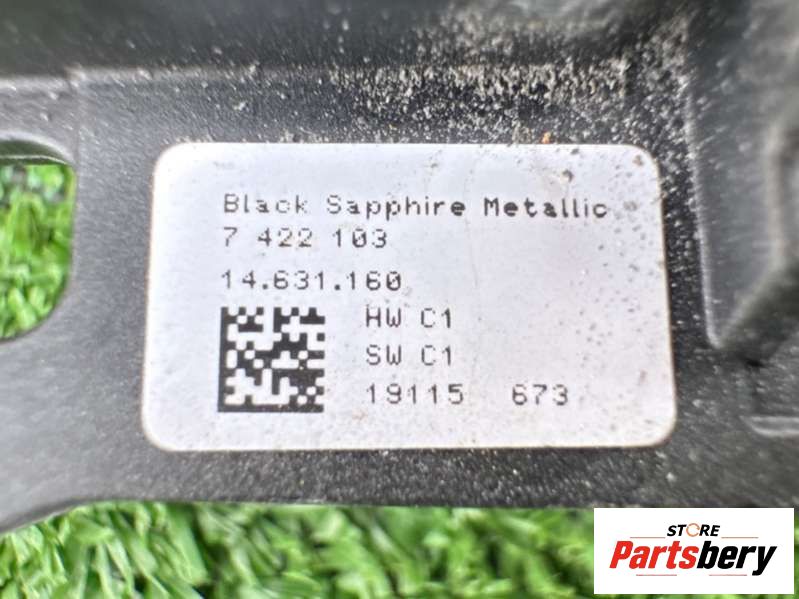 Black Sapphire Metallic
7 422 103
14.631.160
HW C1
SW C1
19115 673
STORE
Partsbery